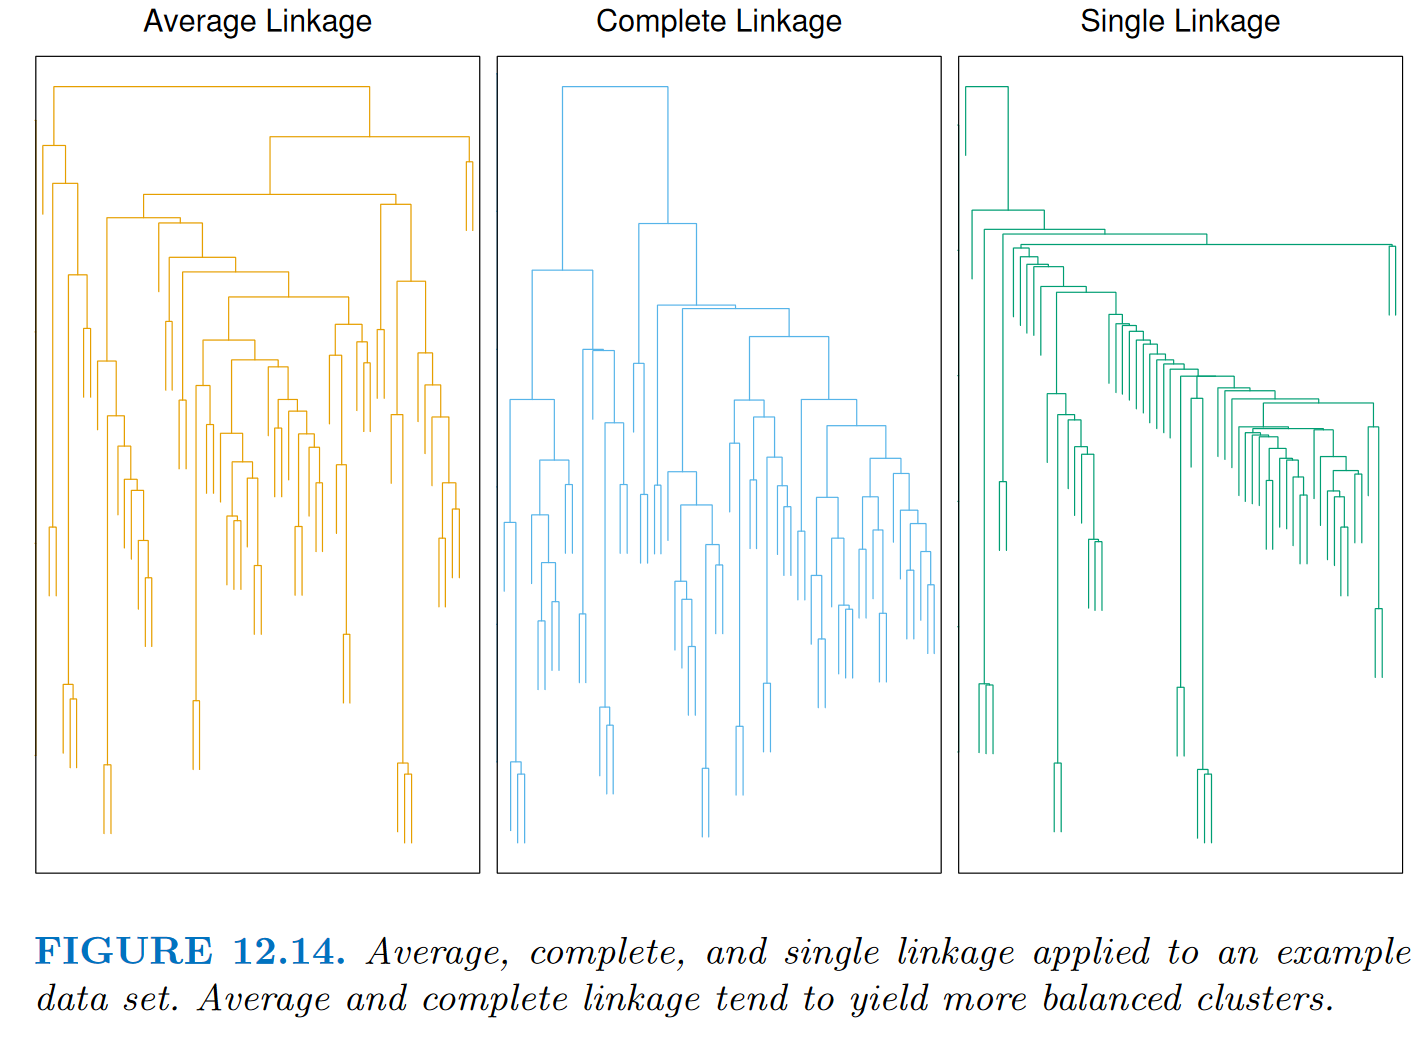 Average Linkage
Complete Linkage
Single Linkage
FIGURE 12.14. Average, complete, and single linkage applied to an example
data set. Average and complete linkage tend to yield more balanced clusters.